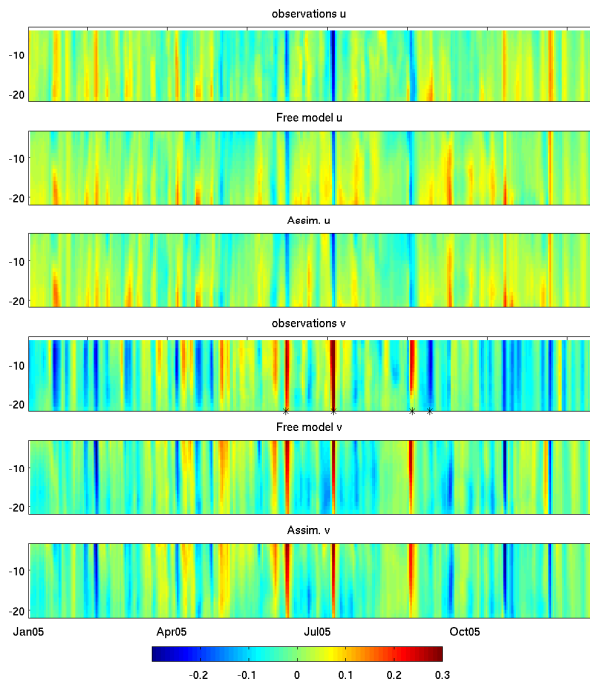 observations u
-10
-20
Free model u
-10
-20
Assim. u
-10
-20
observations v
-10
-20
Free model v
-10
-20
Assim. v
-10
-20
Jan05 Apr05 Jul05 Oct05
-0.2 -0.1 0 0.1 0.2 0.3